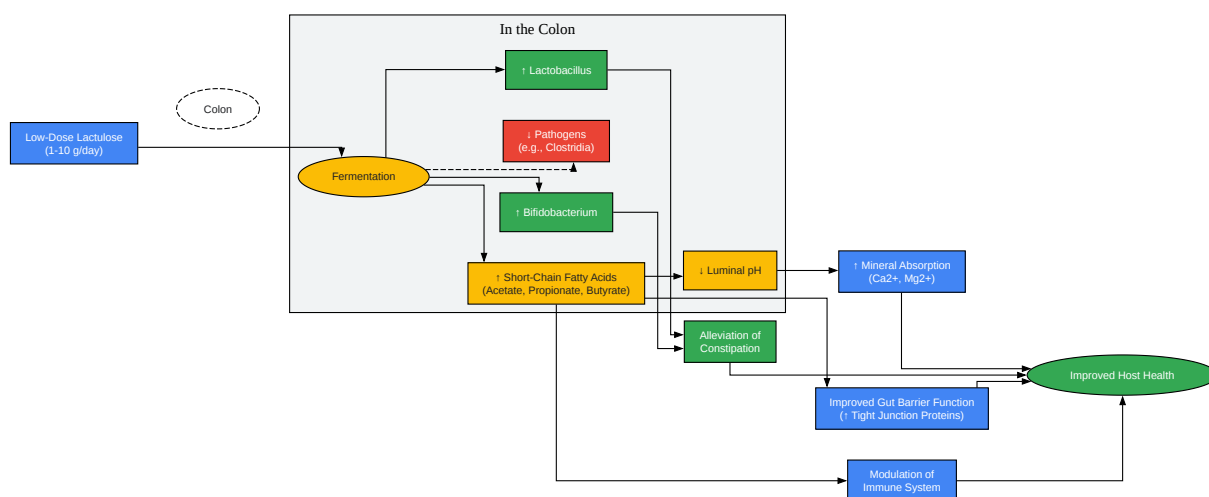 In the Colon
↑ Lactobacillus
Colon
Low-Dose Lactulose
(1-10 g/day)
↓ Pathogens
(e.g., Clostridia)
Fermentation
↑ Bifidobacterium
↑ Short-Chain Fatty Acids
(Acetate, Propionate, Butyrate)
↓ Luminal pH
↑ Mineral Absorption
(Ca2+, Mg2+)
Alleviation of
Constipation
Improved Host Health
Improved Gut Barrier Function
(↑ Tight Junction Proteins)
Modulation of
Immune System